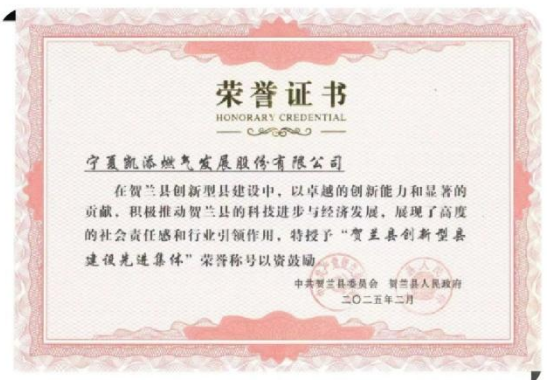 荣誉证书
HONORARY CREDENTIAL
宁夏凯添燃气发展股份有限公司
在贺兰县创新型县建设中，以卓越的创新能力和显著的
贡献，积极推动贺兰县的科技进步与经济发展，展现了高度
的社会责任感和行业引领作用，特授予“贺兰县创新型县
建设先进集体”荣誉称号以资鼓励
中共贺兰县委员会 贺兰县人民政府
二〇二五年二月